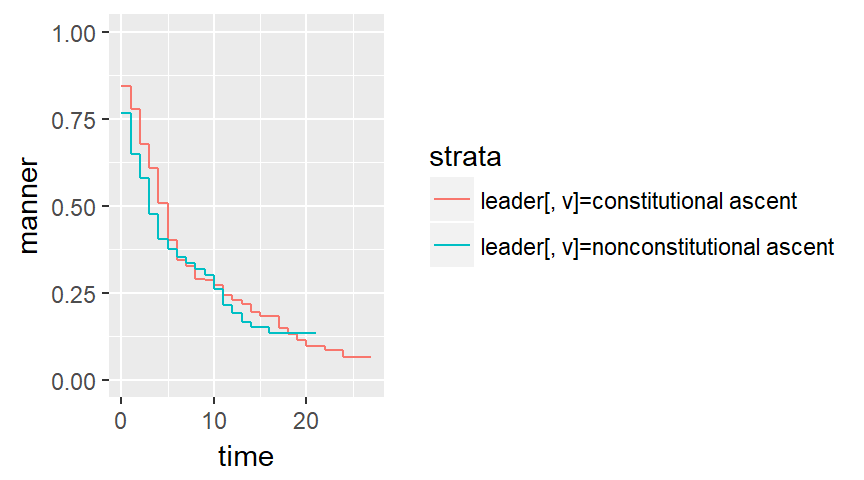 1.00
0.75
0.50
0.25
0.00
manner
0 10 20
time
strata
leader[, v]=constitutional ascent
leader[, v]=nonconstitutional ascent